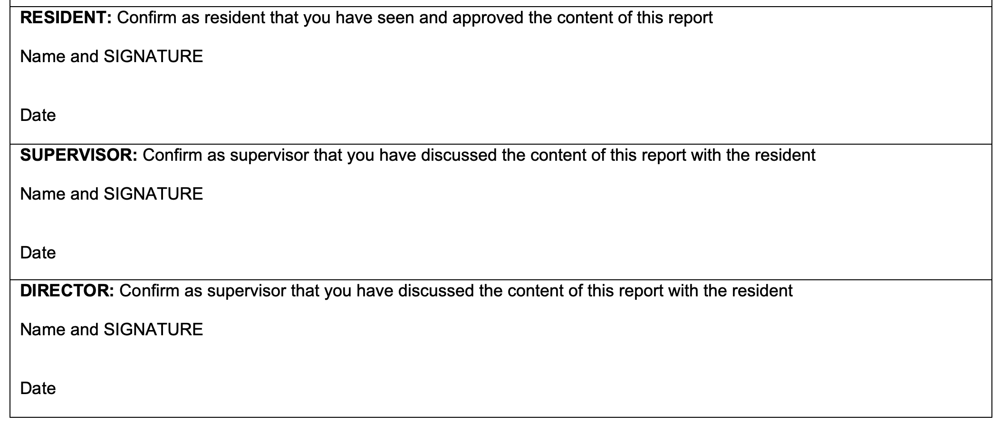 RESIDENT: Confirm as resident that you have seen and approved the content of this report
Name and SIGNATURE
Date
SUPERVISOR: Confirm as supervisor that you have discussed the content of this report with the resident
Name and SIGNATURE
Date
DIRECTOR: Confirm as supervisor that you have discussed the content of this report with the resident
Name and SIGNATURE
Date